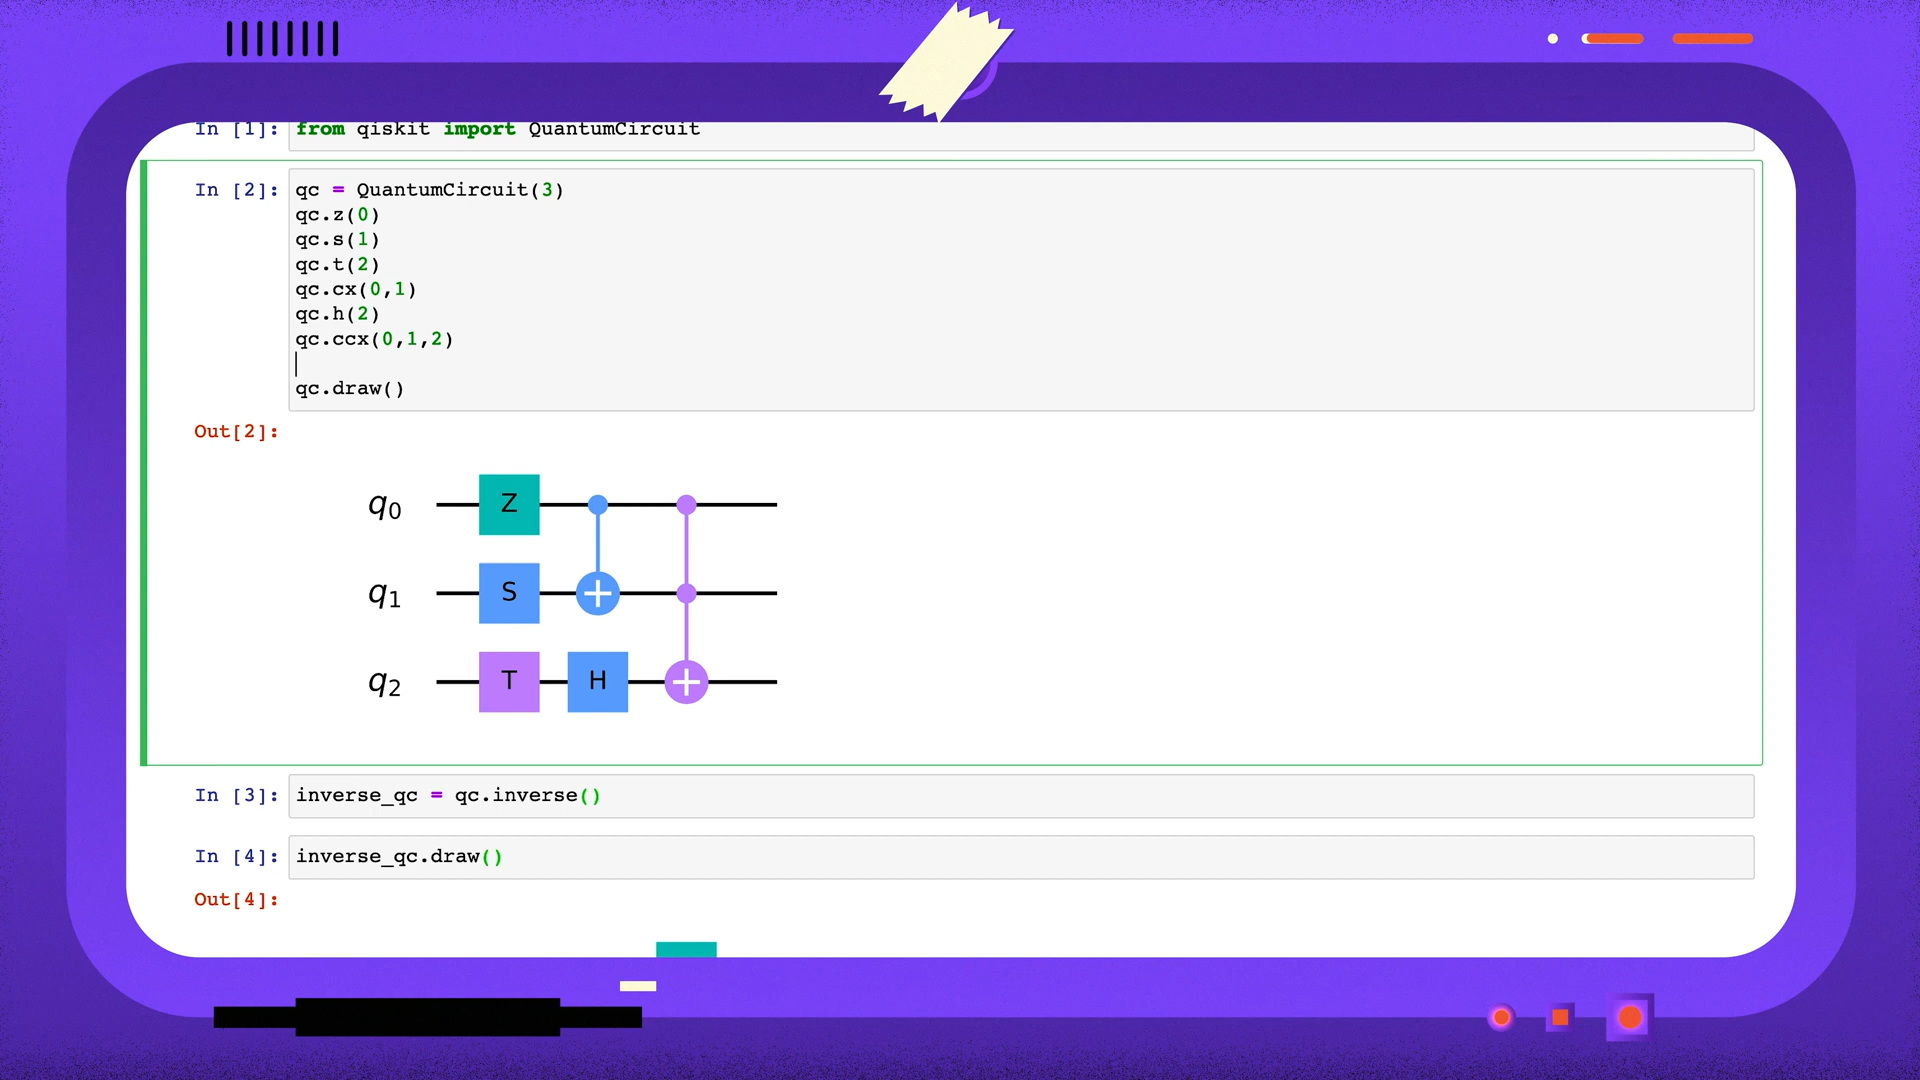 In [1]: from qiskit import QuantumCircuit
In [2]: qc = QuantumCircuit(3)
qc.z(0)
qc.s(1)
qc.t(2)
qc.cx(0,1)
qc.h(2)
qc.ccx(0,1,2)
qc.draw()
Out[2]:
q0 Z
q1 S
q2 T H
In [3]: inverse_qc = qc.inverse()
In [4]: inverse_qc.draw()
Out[4]: